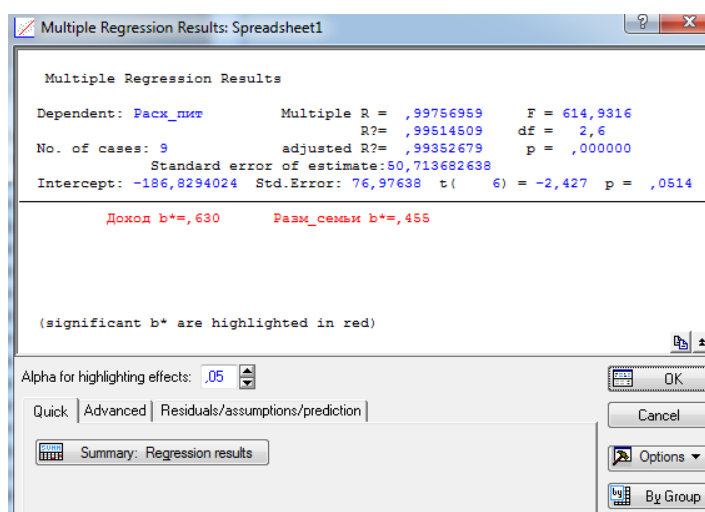 Multiple Regression Results: Spreadsheet1
Multiple Regression Results
Dependent: Расх_пит Multiple R = ,99756959 F = 614,9316
R?= ,99514509 df = 2,6
No. of cases: 9 adjusted R?= ,99352679 p = ,000000
Standard error of estimate:50,713682638
Intercept: -186,8294024 Std.Error: 76,97638 t( 6) = -2,427 p = ,0514
Доход b*=,630 Разм_семьи b*=,455
(significant b* are highlighted in red)
Alpha for highlighting effects: ,05
OK
Quick Advanced Residuals/assumptions/prediction
Cancel
Summary: Regression results
Options
By Group